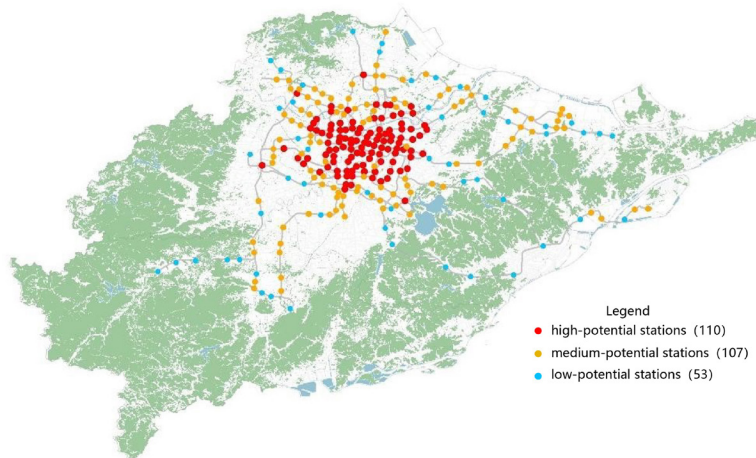 Legend
high-potential stations (110)
medium-potential stations (107)
low-potential stations (53)